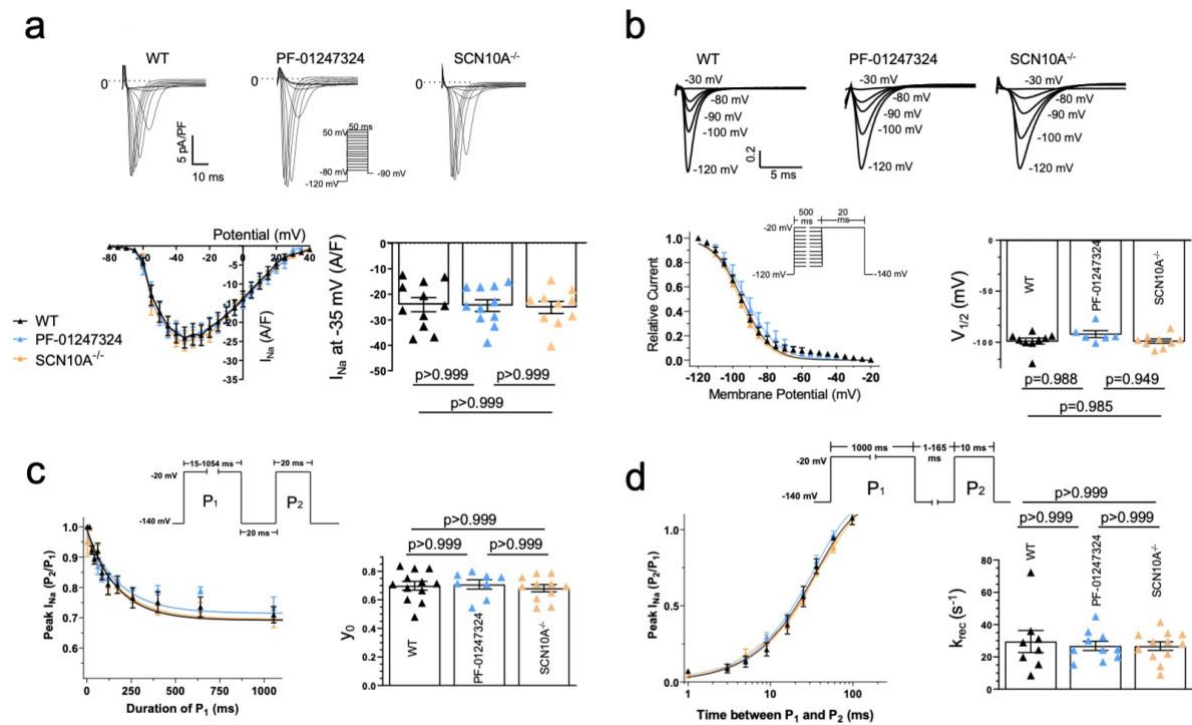 a
WT
PF-01247324
SCN10A-/-
0
0
0
5 pA/PF
10 ms
50 ms
50 mV
-80 mV
-120 mV
-90 mV
Potential (mV)
-80 -60 -40 -20 20 40
-5
-10
-15
-20
-25
-30
-35
INa (A/F)
WT
PF-01247324
SCN10A-/-
INa at -35 mV (A/F)
0
-10
-20
-30
-40
-50
p>0.999 p>0.999
p>0.999
b
WT
PF-01247324
SCN10A-/-
-30 mV
-80 mV
-90 mV
-100 mV
-120 mV
-30 mV
-80 mV
-90 mV
-100 mV
-120 mV
-30 mV
-80 mV
-90 mV
-100 mV
-120 mV
0.2
5 ms
500 ms
20 ms
-20 mV
-120 mV
-140 mV
Relative Current
1.0
0.8
0.6
0.4
0.2
0.0
-120 -100 -80 -60 -40 -20
Membrane Potential (mV)
V1/2 (mV)
0
-50
-100
WT
PF-01247324
SCN10A-/-
p=0.988 p=0.949
p=0.985
c
15-1054 ms
20 ms
-20 mV
P1
P2
-140 mV
20 ms
Peak INa (P2/P1)
1.0
0.9
0.8
0.7
0.6
0 250 500 750 1000
Duration of P1 (ms)
p>0.999
p>0.999 p>0.999
y0
0.8
0.6
0.4
0.2
0.0
WT
PF-01247324
SCN10A-/-
d
1000 ms
1-165 ms
10 ms
-20 mV
P1
P2
-140 mV
Peak INa (P2/P1)
1.0
0.5
0.0
1 10 100
Time between P1 and P2 (ms)
p>0.999
p>0.999 p>0.999
WT
PF-01247324
SCN10A-/-
krec (s-1)
80
60
40
20
0